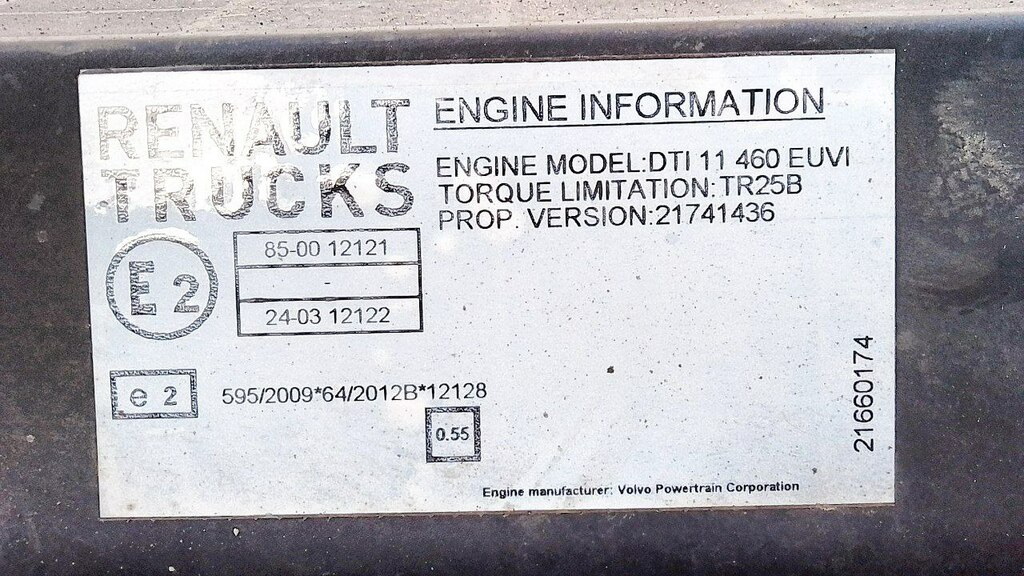 RENAULT
TRUCKS
ENGINE INFORMATION
ENGINE MODEL:DTI 11 460 EUVI
TORQUE LIMITATION:TR25B
PROP. VERSION:21741436
E 2
85-00 12121
-
24-03 12122
e 2
595/2009*64/2012B*12128
0.55
21660174
Engine manufacturer: Volvo Powertrain Corporation